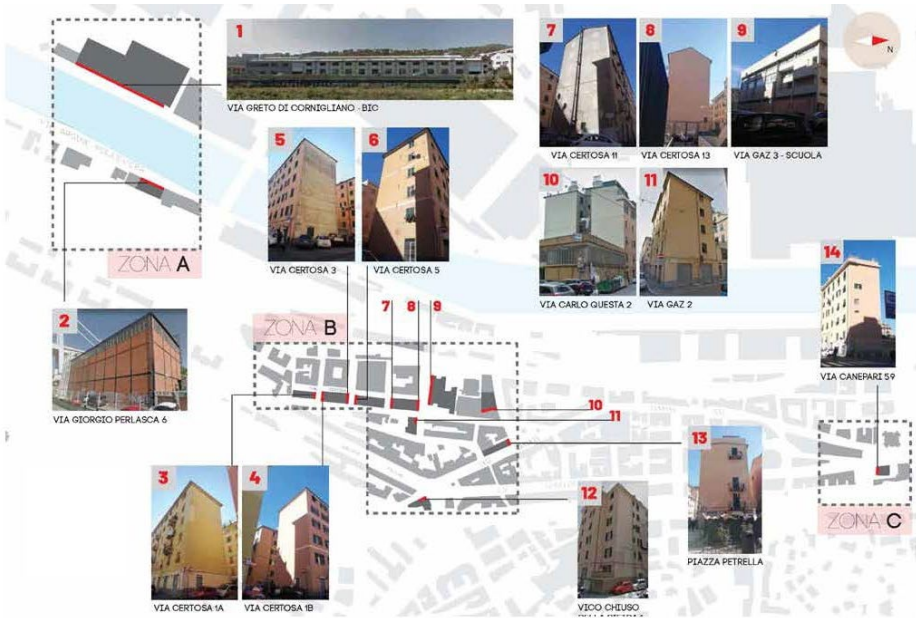 1
VIA GRETO DI CORNIGLIANO - BIC
7
VIA CERTOSA 11
8
VIA CERTOSA 13
9
VIA GAZ 3 - SCUOLA
N
5
VIA CERTOSA 3
6
VIA CERTOSA 5
10
VIA CARLO QUESTA 2
11
VIA GAZ 2
ZONA A
14
VIA CANEPARI 59
2
VIA GIORGIO PERLASCA 6
ZONA B
7
8
9
10
11
3
VIA CERTOSA 1A
4
VIA CERTOSA 1B
12
VICO CHIUSO
13
PIAZZA PETRELLA
ZONA C